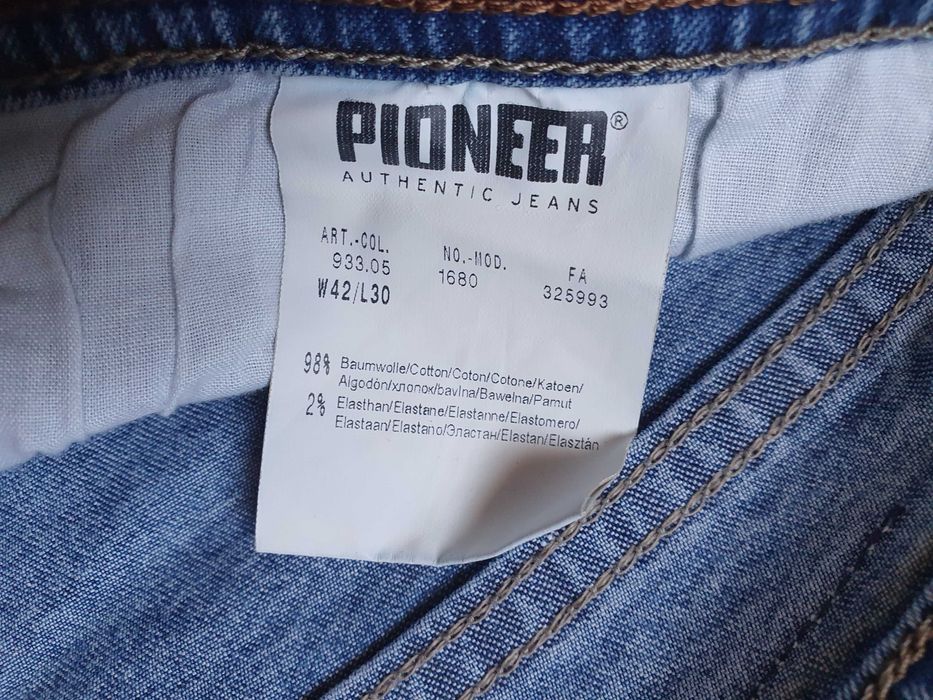 PIONEER®
AUTHENTIC JEANS
ART.-COL. NO.-MOD. FA
933.05 1680 325993
W42/L30
98% Baumwolle/Cotton/Coton/Cotone/Katoen/
Algodón/хлопок/bavlna/Bawełna/Pamut
2% Elasthan/Elastane/Elastanne/Elastomero/
Elastaan/Elastano/Эластан/Elastan/Elasztán